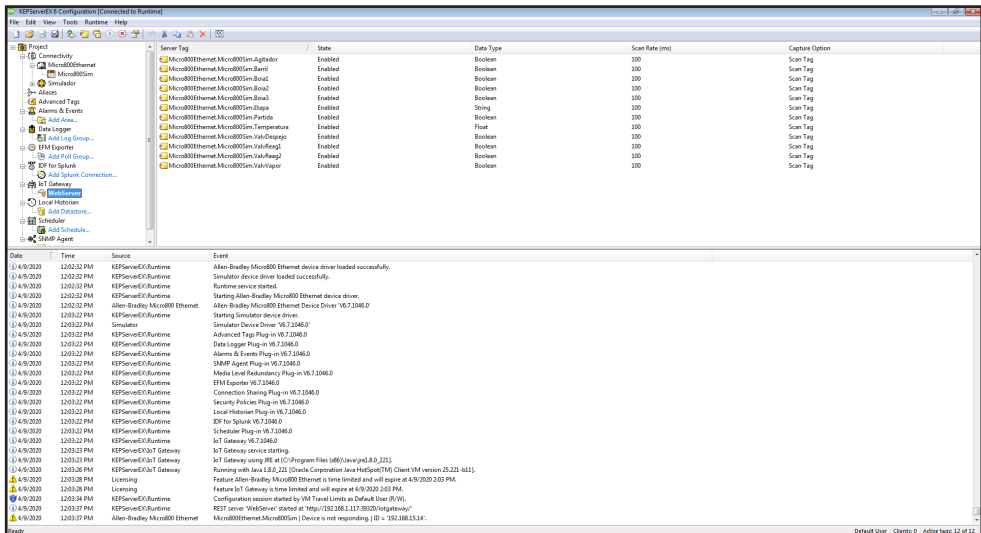 KEPServerEX 6 Configuration [Connected to Runtime]
File Edit View Tools Runtime Help
Project
Connectivity
Micro800Ethernet
Micro800Sim
Simulador
Aliases
Advanced Tags
Alarms & Events
Add Area...
Data Logger
Add Log Group...
EFM Exporter
Add Poll Group...
IDF for Splunk
Add Splunk Connection...
IoT Gateway
WebServer
Local Historian
Add Datastore...
Scheduler
Add Schedule...
SNMP Agent
Server Tag State Data Type Scan Rate (ms) Capture Option
Micro800Ethernet.Micro800Sim.Agitador Enabled Boolean 100 Scan Tag
Micro800Ethernet.Micro800Sim.Barril Enabled Boolean 100 Scan Tag
Micro800Ethernet.Micro800Sim.Boia1 Enabled Boolean 100 Scan Tag
Micro800Ethernet.Micro800Sim.Boia2 Enabled Boolean 100 Scan Tag
Micro800Ethernet.Micro800Sim.Boia3 Enabled Boolean 100 Scan Tag
Micro800Ethernet.Micro800Sim.Etapa Enabled String 100 Scan Tag
Micro800Ethernet.Micro800Sim.Partida Enabled Boolean 100 Scan Tag
Micro800Ethernet.Micro800Sim.Temperatura Enabled Float 100 Scan Tag
Micro800Ethernet.Micro800Sim.ValvDespejo Enabled Boolean 100 Scan Tag
Micro800Ethernet.Micro800Sim.ValvReag1 Enabled Boolean 100 Scan Tag
Micro800Ethernet.Micro800Sim.ValvReag2 Enabled Boolean 100 Scan Tag
Micro800Ethernet.Micro800Sim.ValvVapor Enabled Boolean 100 Scan Tag
Date Time Source Event
4/9/2020 12:02:32 PM KEPServerEX\Runtime Allen-Bradley Micro800 Ethernet device driver loaded successfully.
4/9/2020 12:02:32 PM KEPServerEX\Runtime Simulator device driver loaded successfully.
4/9/2020 12:02:32 PM KEPServerEX\Runtime Runtime service started.
4/9/2020 12:02:32 PM KEPServerEX\Runtime Starting Allen-Bradley Micro800 Ethernet device driver.
4/9/2020 12:02:32 PM Allen-Bradley Micro800 Ethernet Allen-Bradley Micro800 Ethernet Device Driver 'V6.7.1046.0'
4/9/2020 12:03:22 PM KEPServerEX\Runtime Starting Simulator device driver.
4/9/2020 12:03:22 PM Simulator Simulator Device Driver 'V6.7.1046.0'
4/9/2020 12:03:22 PM KEPServerEX\Runtime Advanced Tags Plug-in V6.7.1046.0
4/9/2020 12:03:22 PM KEPServerEX\Runtime Data Logger Plug-in V6.7.1046.0
4/9/2020 12:03:22 PM KEPServerEX\Runtime Alarms & Events Plug-in V6.7.1046.0
4/9/2020 12:03:22 PM KEPServerEX\Runtime SNMP Agent Plug-in V6.7.1046.0
4/9/2020 12:03:22 PM KEPServerEX\Runtime Media Level Redundancy Plug-in V6.7.1046.0
4/9/2020 12:03:22 PM KEPServerEX\Runtime EFM Exporter V6.7.1046.0
4/9/2020 12:03:22 PM KEPServerEX\Runtime Connection Sharing Plug-in V6.7.1046.0
4/9/2020 12:03:22 PM KEPServerEX\Runtime Security Policies Plug-in V6.7.1046.0
4/9/2020 12:03:22 PM KEPServerEX\Runtime Local Historian Plug-in V6.7.1046.0
4/9/2020 12:03:22 PM KEPServerEX\Runtime IDF for Splunk V6.7.1046.0
4/9/2020 12:03:22 PM KEPServerEX\Runtime Scheduler Plug-in V6.7.1046.0
4/9/2020 12:03:22 PM KEPServerEX\Runtime IoT Gateway V6.7.1046.0
4/9/2020 12:03:23 PM KEPServerEX\IoT Gateway IoT Gateway service starting.
4/9/2020 12:03:23 PM KEPServerEX\IoT Gateway IoT Gateway using JRE at [C:\Program Files (x86)\Java\jre1.8.0_221].
4/9/2020 12:03:26 PM KEPServerEX\IoT Gateway Running with Java 1.8.0_221 [Oracle Corporation Java HotSpot(TM) Client VM version 25.221-b11].
4/9/2020 12:03:28 PM Licensing Feature Allen-Bradley Micro800 Ethernet is time limited and will expire at 4/9/2020 2:03 PM.
4/9/2020 12:03:28 PM Licensing Feature IoT Gateway is time limited and will expire at 4/9/2020 2:03 PM.
4/9/2020 12:03:34 PM KEPServerEX\Runtime Configuration session started by VM Travel Limits as Default User (R/W).
4/9/2020 12:03:37 PM KEPServerEX\IoT Gateway REST server 'WebServer' started at 'http://192.168.1.117:39320/iotgateway/'
4/9/2020 12:03:37 PM Allen-Bradley Micro800 Ethernet Micro800Ethernet.Micro800Sim | Device is not responding. | ID = '192.168.15.14'.
Ready Default User Clients: 0 Active tags: 12 of 12